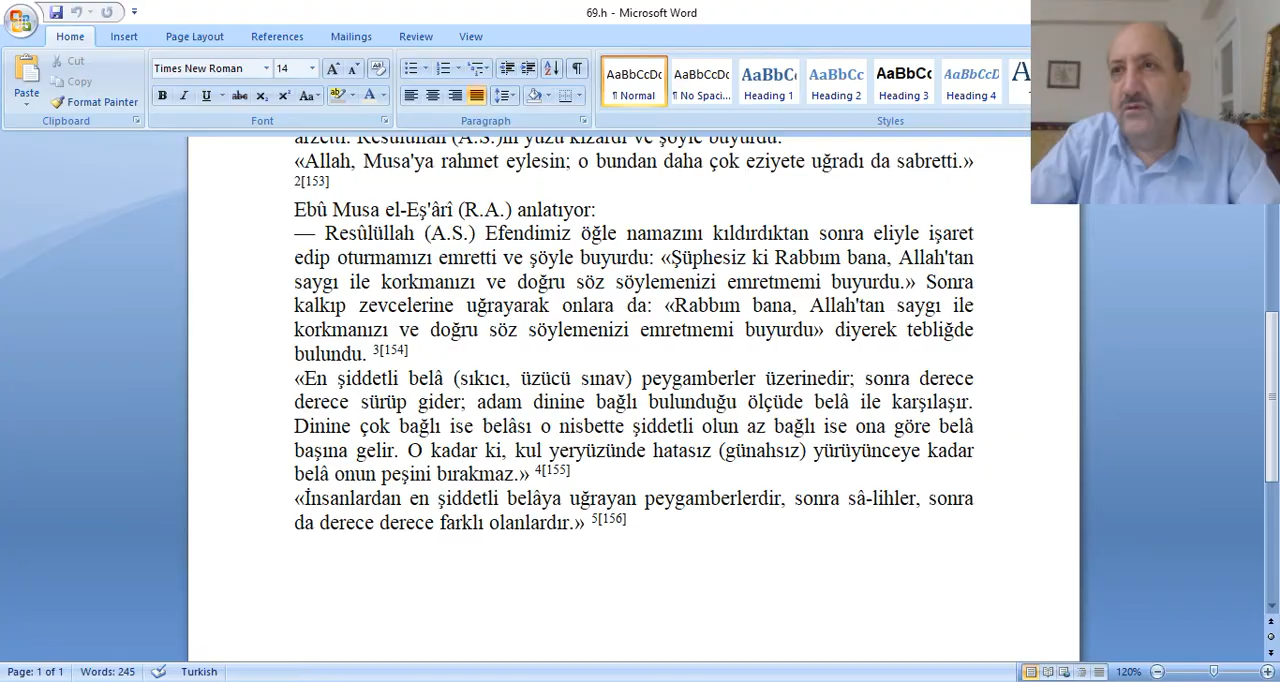 69.h - Microsoft Word
Home Insert Page Layout References Mailings Review View
Paste
Cut
Copy
Format Painter
Clipboard
Times New Roman 14
Font
Paragraph
AaBbCcDc AaBbCcDc AaBbC AaBbCc AaBbCc AaBbCcD A
¶ Normal ¶ No Spaci... Heading 1 Heading 2 Heading 3 Heading 4
Styles
arzetti. Resûlüllah (A.S.)in yüzü kızardı ve şöyle buyurdu:
«Allah, Musa'ya rahmet eylesin; o bundan daha çok eziyete uğradı da sabretti.»
2[153]
Ebû Musa el-Eş'ârî (R.A.) anlatıyor:
— Resûlüllah (A.S.) Efendimiz öğle namazını kıldırdıktan sonra eliyle işaret
edip oturmamızı emretti ve şöyle buyurdu: «Şüphesiz ki Rabbım bana, Allah'tan
saygı ile korkmanızı ve doğru söz söylemenizi emretmemi buyurdu.» Sonra
kalkıp zevcelerine uğrayarak onlara da: «Rabbım bana, Allah'tan saygı ile
korkmanızı ve doğru söz söylemenizi emretmemi buyurdu» diyerek tebliğde
bulundu. 3[154]
«En şiddetli belâ (sıkıcı, üzücü sınav) peygamberler üzerinedir; sonra derece
derece sürüp gider; adam dinine bağlı bulunduğu ölçüde belâ ile karşılaşır.
Dinine çok bağlı ise belâsı o nisbette şiddetli olun az bağlı ise ona göre belâ
başına gelir. O kadar ki, kul yeryüzünde hatasız (günahsız) yürüyünceye kadar
belâ onun peşini bırakmaz.» 4[155]
«İnsanlardan en şiddetli belâya uğrayan peygamberlerdir, sonra sâ-lihler, sonra
da derece derece farklı olanlardır.» 5[156]
Page: 1 of 1 Words: 245 Turkish 120%